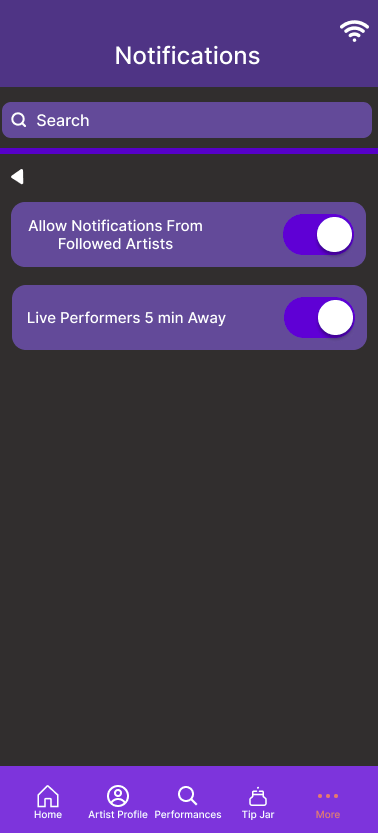 Notifications
Search
Allow Notifications From
Followed Artists
Live Performers 5 min Away
Home
Artist Profile
Performances
Tip Jar
More